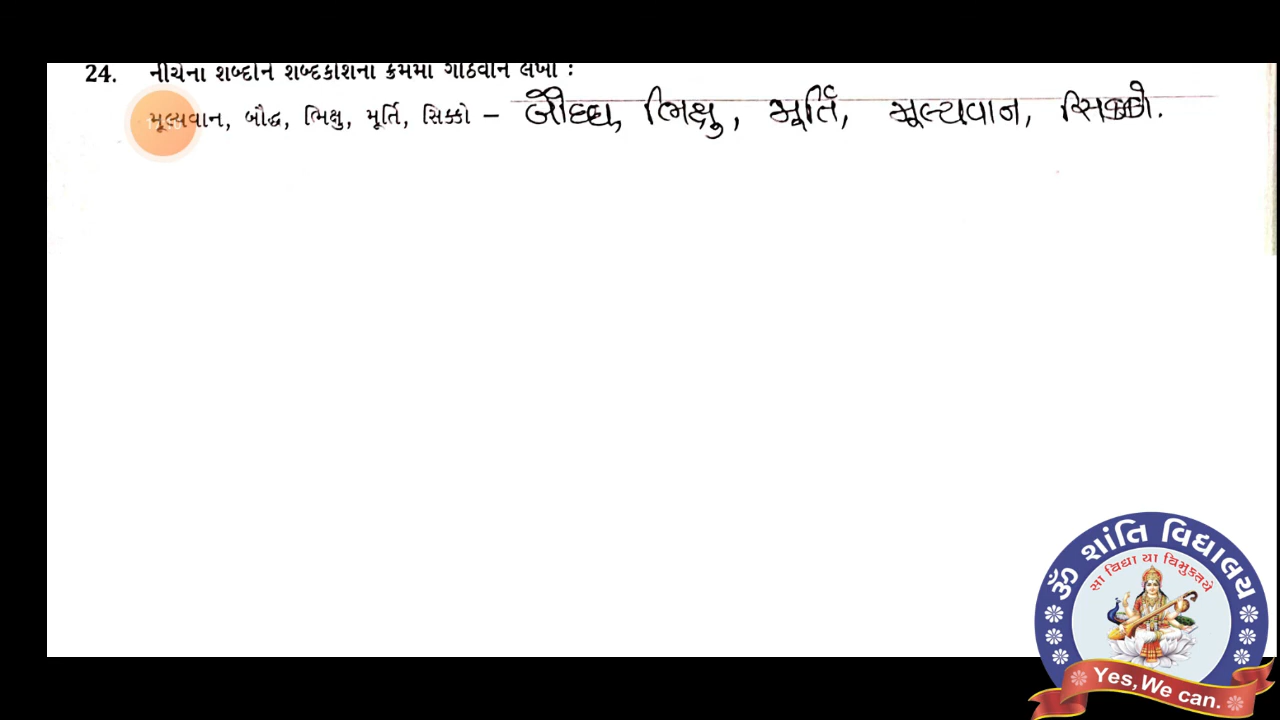 24. નીચેના શબ્દોને શબ્દકોશના ક્રમમાં ગોઠવીને લખો :
મૂલ્યવાન, બૌદ્ધ, ભિક્ષુ, મૂર્તિ, સિક્કો – બૌદ્ધ, ભિક્ષુ, મૂર્તિ, મૂલ્યવાન, સિક્કો.
ૐ શાંતિ વિદ્યાલય
સા વિદ્યા યા વિમુક્તયે
Yes, We can.